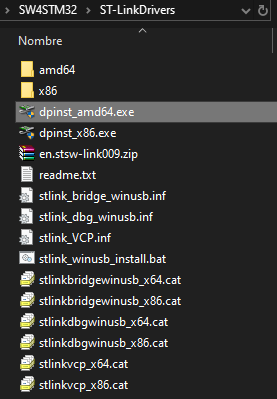 SW4STM32 > ST-LinkDrivers
Nombre
amd64
x86
dpinst_amd64.exe
dpinst_x86.exe
en.stsw-link009.zip
readme.txt
stlink_bridge_winusb.inf
stlink_dbg_winusb.inf
stlink_VCP.inf
stlink_winusb_install.bat
stlinkbridgewinusb_x64.cat
stlinkbridgewinusb_x86.cat
stlinkdbgwinusb_x64.cat
stlinkdbgwinusb_x86.cat
stlinkvcp_x64.cat
stlinkvcp_x86.cat